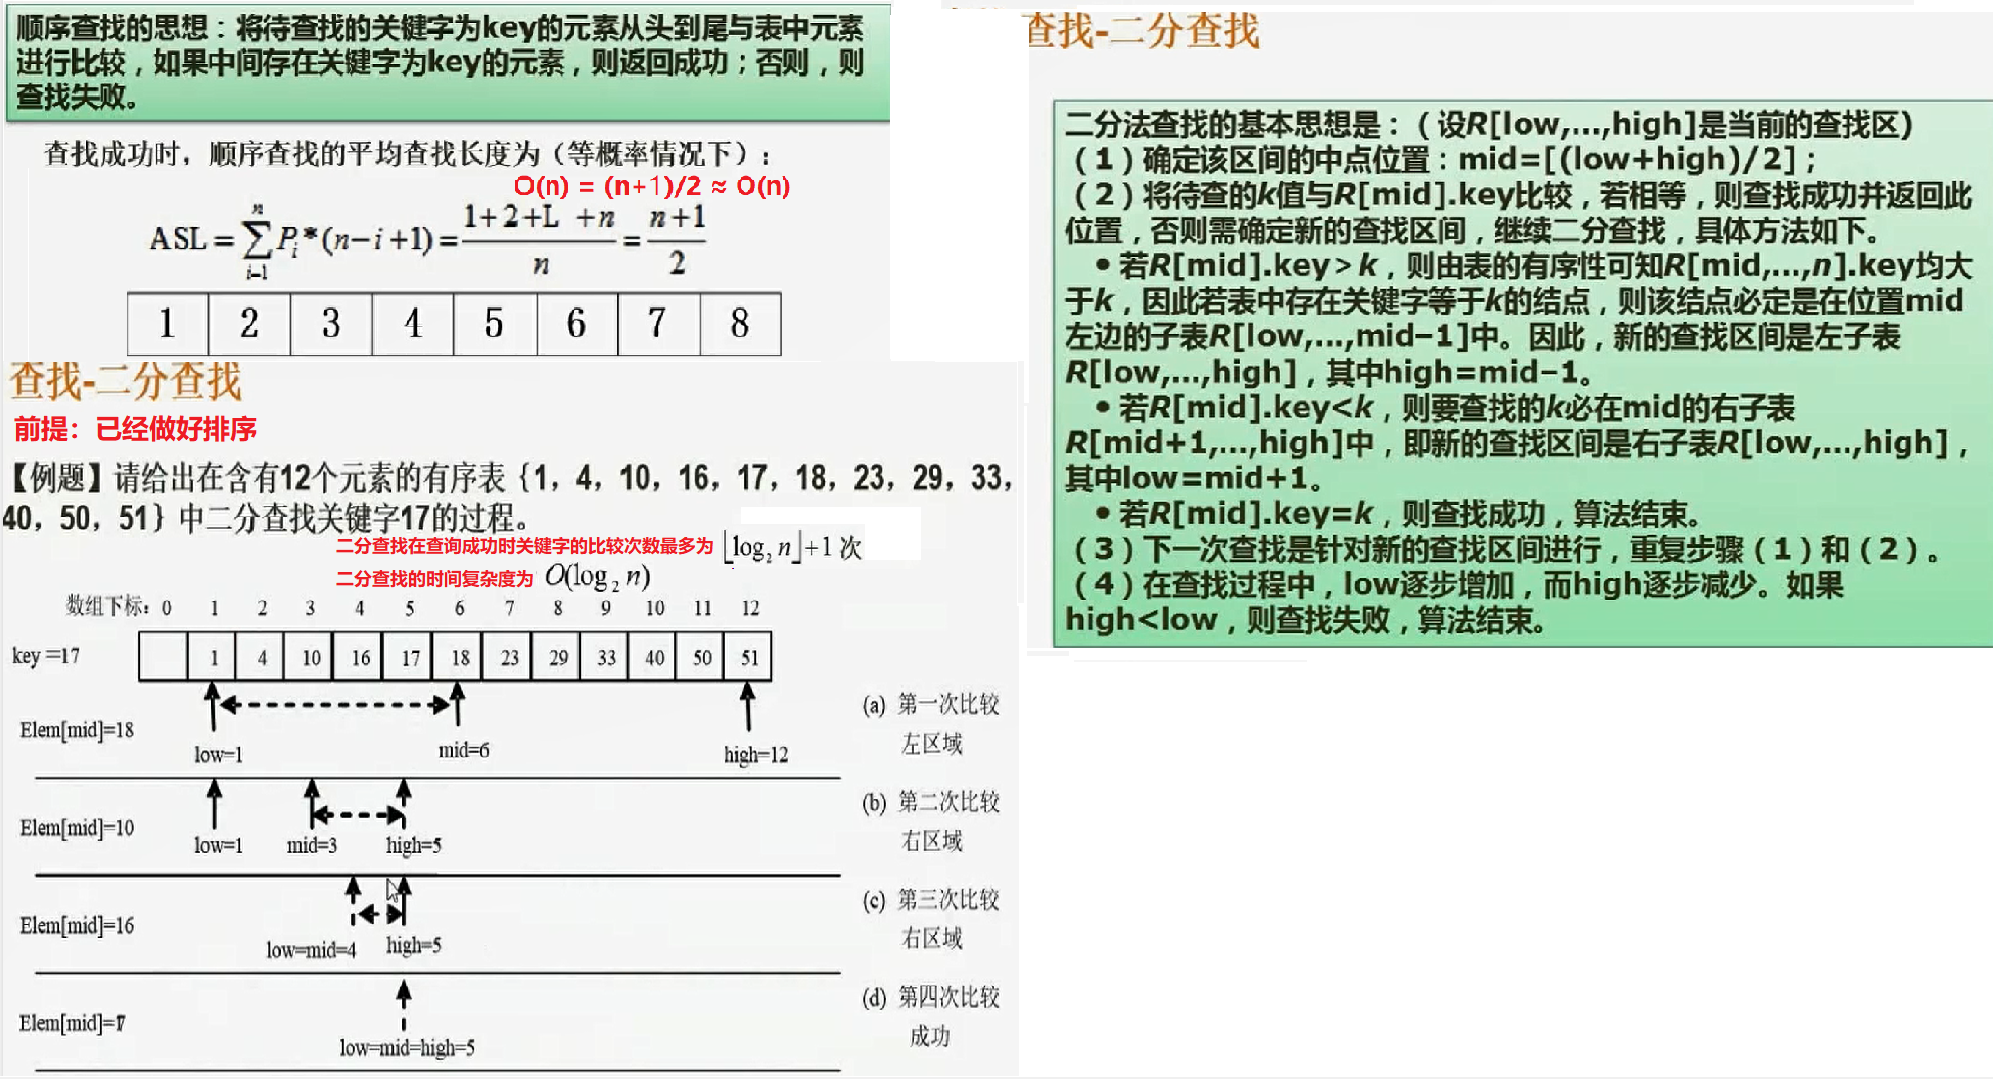 顺序查找的思想：将待查找的关键字为key的元素从头到尾与表中元素
进行比较，如果中间存在关键字为key的元素，则返回成功；否则，则
查找失败。
查找成功时，顺序查找的平均查找长度为（等概率情况下）：
O(n) = (n+1)/2 ≈ O(n)
ASL = ∑_{i=1}^{n} P_i * (n−i+1) = (1+2+L +n)/n = (n+1)/2
1 2 3 4 5 6 7 8
查找-二分查找
前提：已经做好排序
【例题】请给出在含有12个元素的有序表｛1，4，10，16，17，18，23，29，33，
40，50，51｝中二分查找关键字17的过程。
二分查找在查询成功时关键字的比较次数最多为 ⌊log₂ n⌋+1 次
二分查找的时间复杂度为 O(log₂ n)
数组下标: 0 1 2 3 4 5 6 7 8 9 10 11 12
key =17 1 4 10 16 17 18 23 29 33 40 50 51
Elem[mid]=18
low=1 mid=6 high=12
(a) 第一次比较
左区域
Elem[mid]=10
low=1 mid=3 high=5
(b) 第二次比较
右区域
Elem[mid]=16
low=mid=4 high=5
(c) 第三次比较
右区域
Elem[mid]=17
low=mid=high=5
(d) 第四次比较
成功
查找-二分查找
二分法查找的基本思想是：（设R[low,…,high]是当前的查找区)
（1）确定该区间的中点位置：mid=[(low+high)/2]；
（2）将待查的k值与R[mid].key比较，若相等，则查找成功并返回此
位置，否则需确定新的查找区间，继续二分查找，具体方法如下。
•若R[mid].key>k，则由表的有序性可知R[mid,…,n].key均大
于k，因此若表中存在关键字等于k的结点，则该结点必定是在位置mid
左边的子表R[low,…,mid–1]中。因此，新的查找区间是左子表
R[low,…,high]，其中high=mid–1。
•若R[mid].key<k，则要查找的k必在mid的右子表
R[mid+1,…,high]中，即新的查找区间是右子表R[low,…,high]，
其中low=mid+1。
•若R[mid].key=k，则查找成功，算法结束。
（3）下一次查找是针对新的查找区间进行，重复步骤（1）和（2）。
（4）在查找过程中，low逐步增加，而high逐步减少。如果
high<low，则查找失败，算法结束。